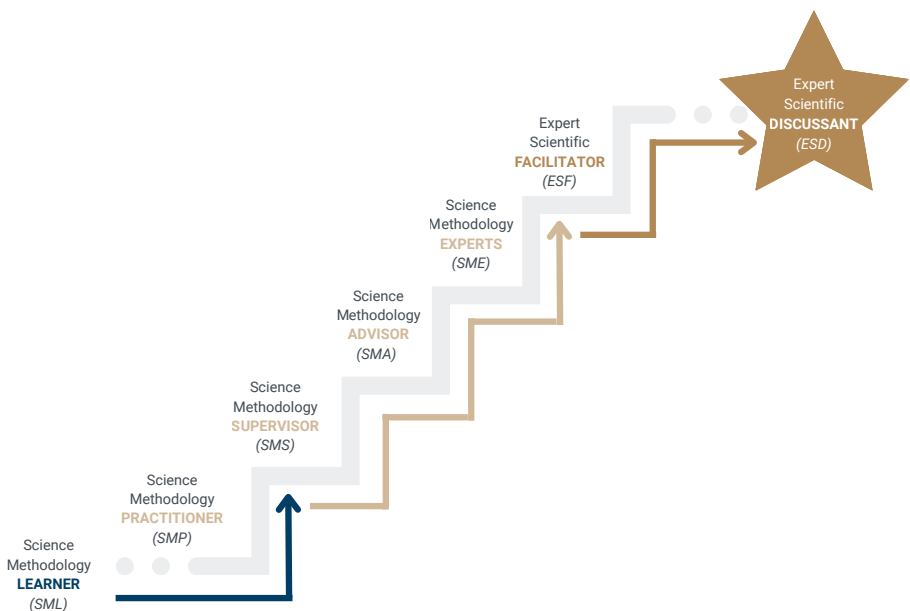 Expert
Scientific
DISCUSSANT
(ESD)
Expert
Scientific
FACILITATOR
(ESF)
Science
Methodology
EXPERTS
(SME)
Science
Methodology
ADVISOR
(SMA)
Science
Methodology
SUPERVISOR
(SMS)
Science
Methodology
PRACTITIONER
(SMP)
Science
Methodology
LEARNER
(SML)